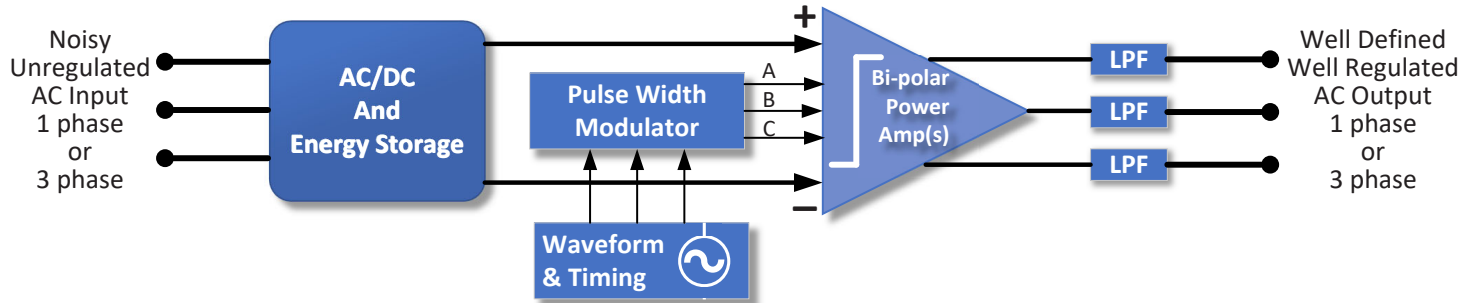 Noisy
Unregulated
AC Input
1 phase
or
3 phase
AC/DC
And
Energy Storage
Pulse Width
Modulator
A
B
C
Waveform
& Timing
+
−
Bi-polar
Power
Amp(s)
LPF
LPF
LPF
Well Defined
Well Regulated
AC Output
1 phase
or
3 phase